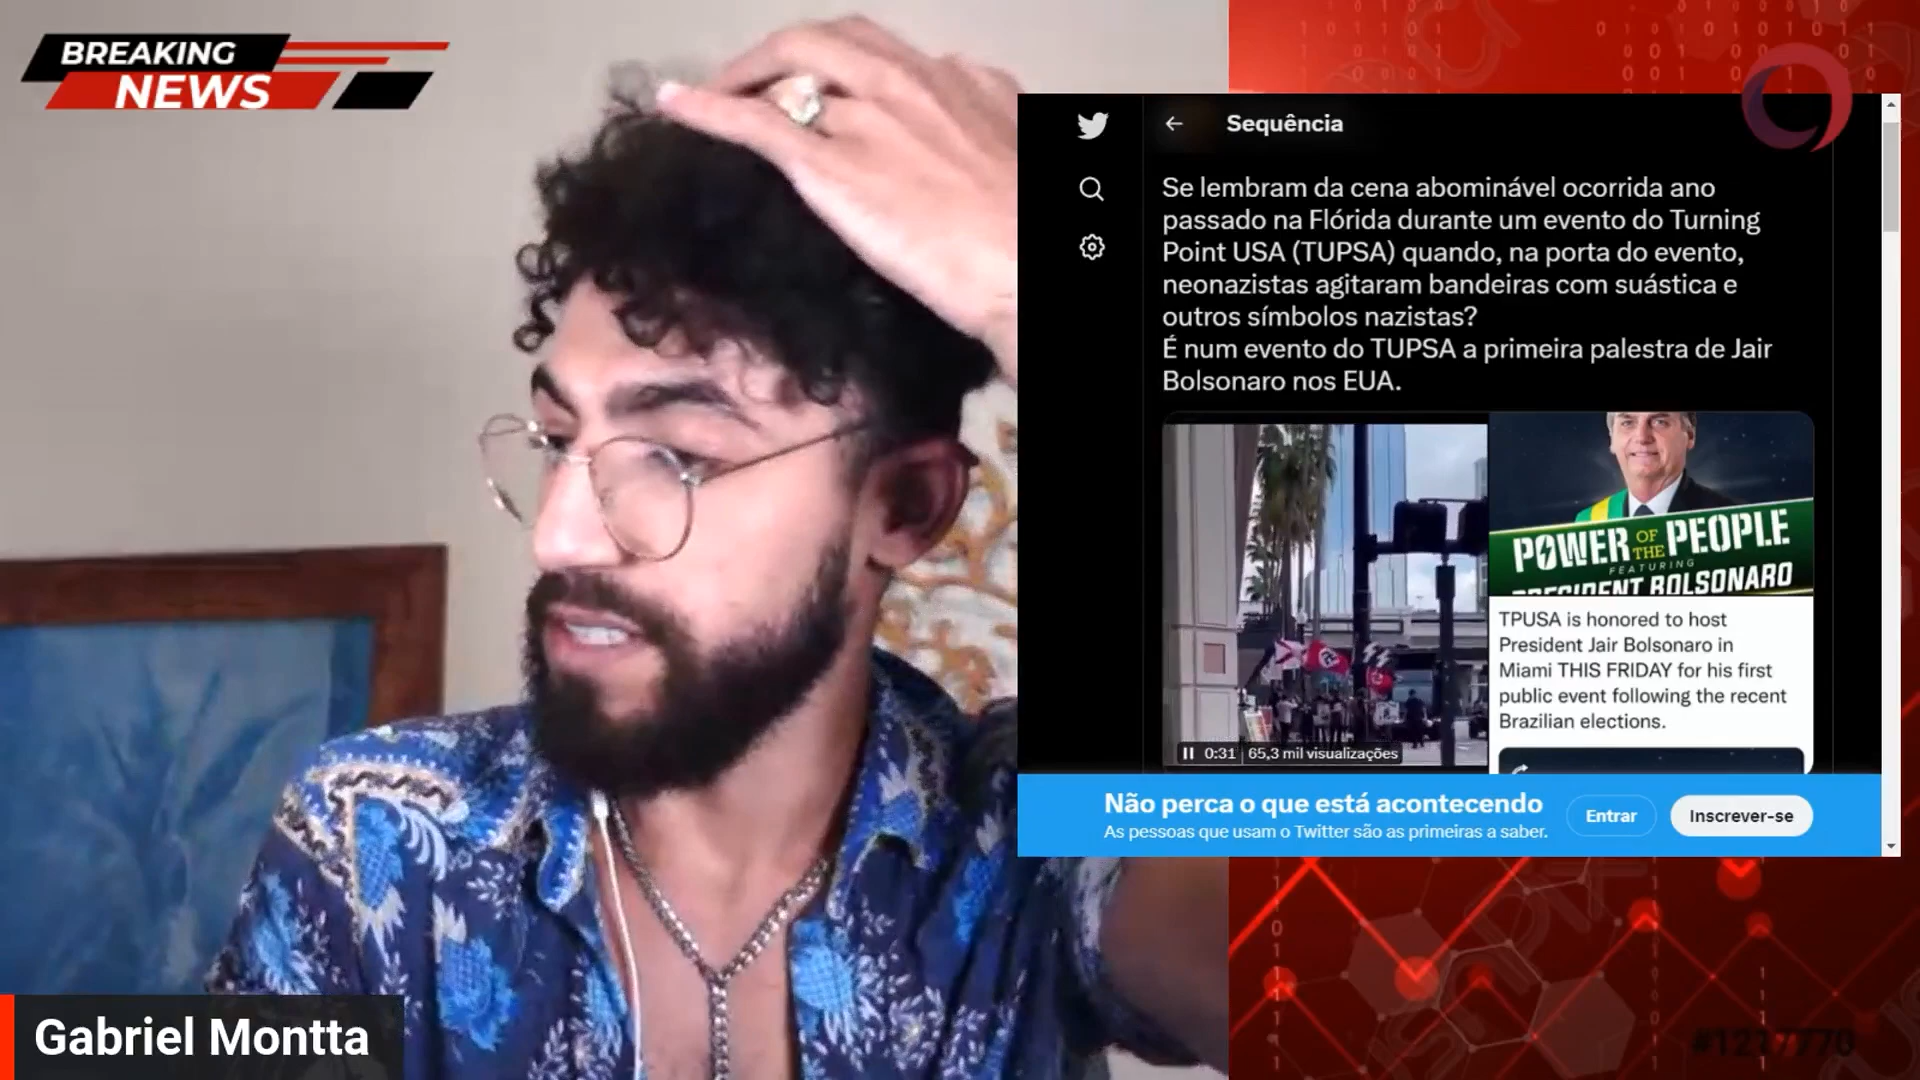 BREAKING
NEWS
Sequência
Se lembram da cena abominável ocorrida ano
passado na Flórida durante um evento do Turning
Point USA (TUPSA) quando, na porta do evento,
neonazistas agitaram bandeiras com suástica e
outros símbolos nazistas?
É num evento do TUPSA a primeira palestra de Jair
Bolsonaro nos EUA.
POWER OF THE PEOPLE
FEATURING
PRESIDENT BOLSONARO
TPUSA is honored to host
President Jair Bolsonaro in
Miami THIS FRIDAY for his first
public event following the recent
Brazilian elections.
0:31 65,3 mil visualizações
Não perca o que está acontecendo
As pessoas que usam o Twitter são as primeiras a saber.
Entrar
Inscrever-se
Gabriel Montta